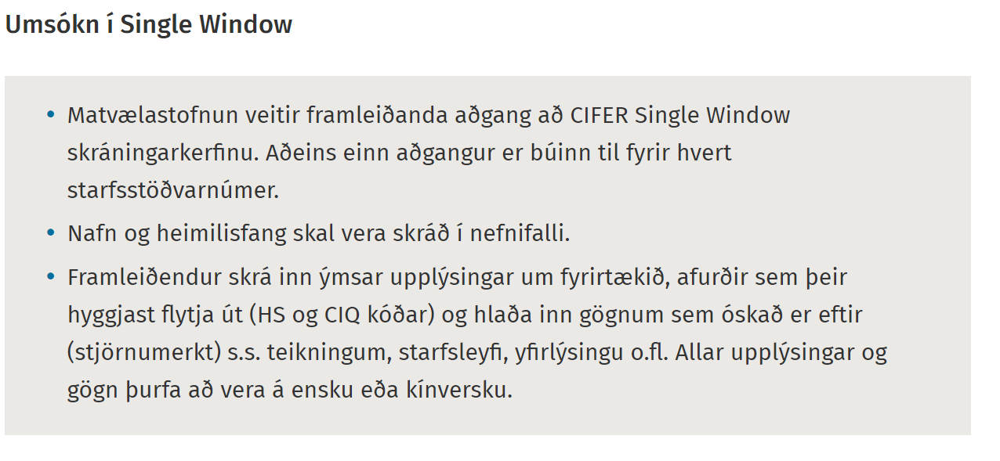 Umsókn í Single Window
• Matvælastofnun veitir framleiðanda aðgang að CIFER Single Window
skráningarkerfinu. Aðeins einn aðgangur er búinn til fyrir hvert
starfsstöðvarnúmer.
• Nafn og heimilisfang skal vera skráð í nefnifalli.
• Framleiðendur skrá inn ýmsar upplýsingar um fyrirtækið, afurðir sem þeir
hyggjast flytja út (HS og CIQ kóðar) og hlaða inn gögnum sem óskað er eftir
(stjörnumerkt) s.s. teikningum, starfsleyfi, yfirlýsingu o.fl. Allar upplýsingar og
gögn þurfa að vera á ensku eða kínversku.